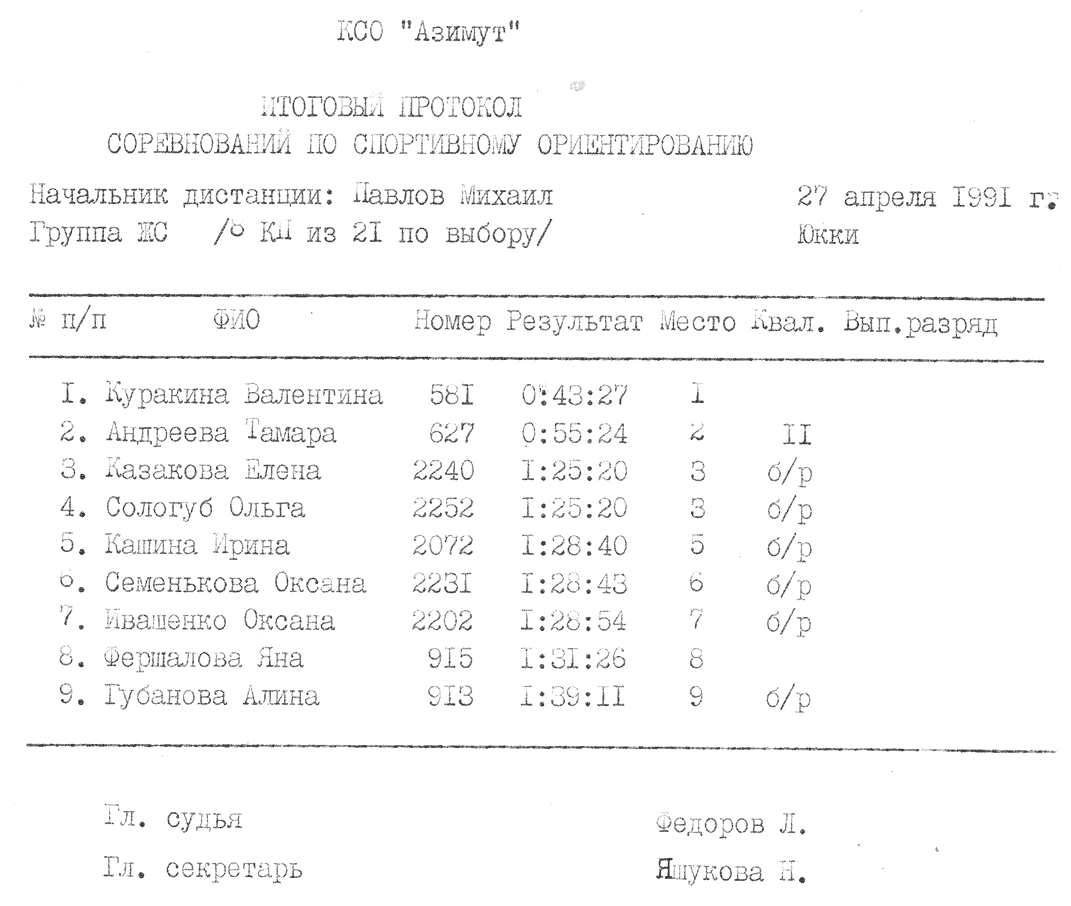 КСО "Азимут"
ИТОГОВЫЙ ПРОТОКОЛ
СОРЕВНОВАНИЙ ПО СПОРТИВНОМУ ОРИЕНТИРОВАНИЮ
Начальник дистанции: Павлов Михаил 27 апреля I99I г.
Группа ЖС /8 КП из 2I по выбору/ Юкки
№ п/п ФИО Номер Результат Место Квал. Вып.разряд
I. Куракина Валентина 58I 0:43:27 I
2. Андреева Тамара 627 0:55:24 2 II
3. Казакова Елена 2240 I:25:20 3 б/р
4. Сологуб Ольга 2252 I:25:20 3 б/р
5. Кашина Ирина 2072 I:28:40 5 б/р
6. Семенькова Оксана 223I I:28:43 6 б/р
7. Ивашенко Оксана 2202 I:28:54 7 б/р
8. Фершалова Яна 9I5 I:3I:26 8
9. Губанова Алина 9I3 I:39:II 9 б/р
Гл. судья Федоров Л.
Гл. секретарь Яшукова Н.